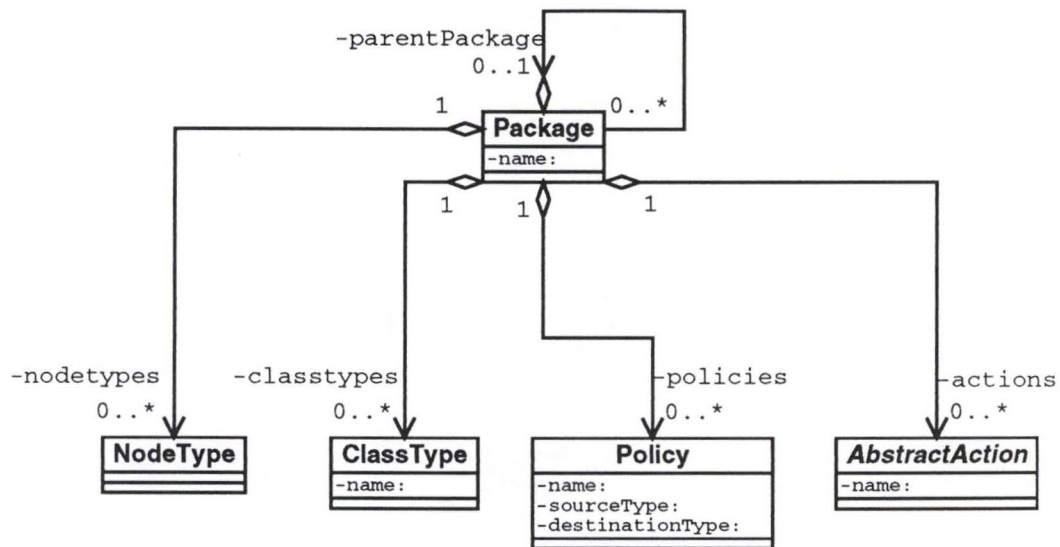 -parentPackage
0..1
1
0..*
Package
-name:
1
1
1
-nodetypes
-classtypes
-policies
-actions
0..*
0..*
0..*
0..*
NodeType
ClassType
-name:
Policy
-name:
-sourceType:
-destinationType:
AbstractAction
-name: